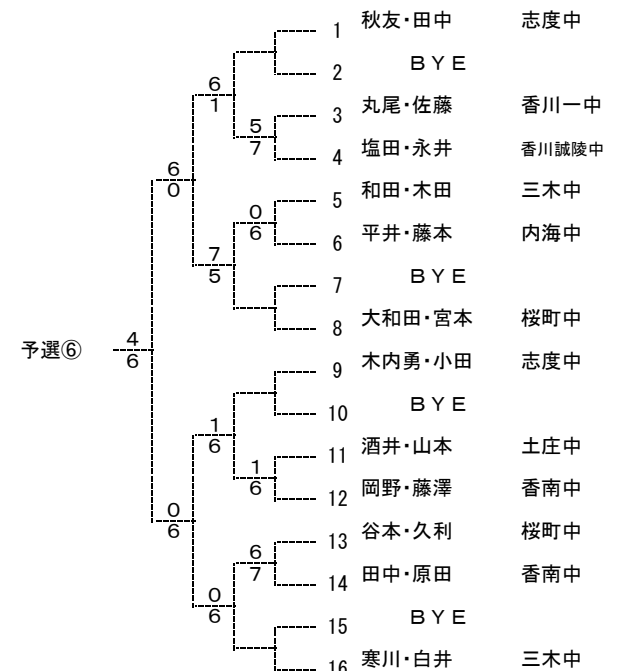 1 秋友・田中 志度中
2 ＢＹＥ
6
1
3 丸尾・佐藤 香川一中
5
7
4 塩田・永井 香川誠陵中
6
0
5 和田・木田 三木中
0
6
6 平井・藤本 内海中
7
5
7 ＢＹＥ
8 大和田・宮本 桜町中
予選⑥
4
6
9 木内勇・小田 志度中
10 ＢＹＥ
1
6
11 酒井・山本 土庄中
1
6
12 岡野・藤澤 香南中
0
6
13 谷本・久利 桜町中
6
7
14 田中・原田 香南中
0
6
15 ＢＹＥ
16 寒川・白井 三木中